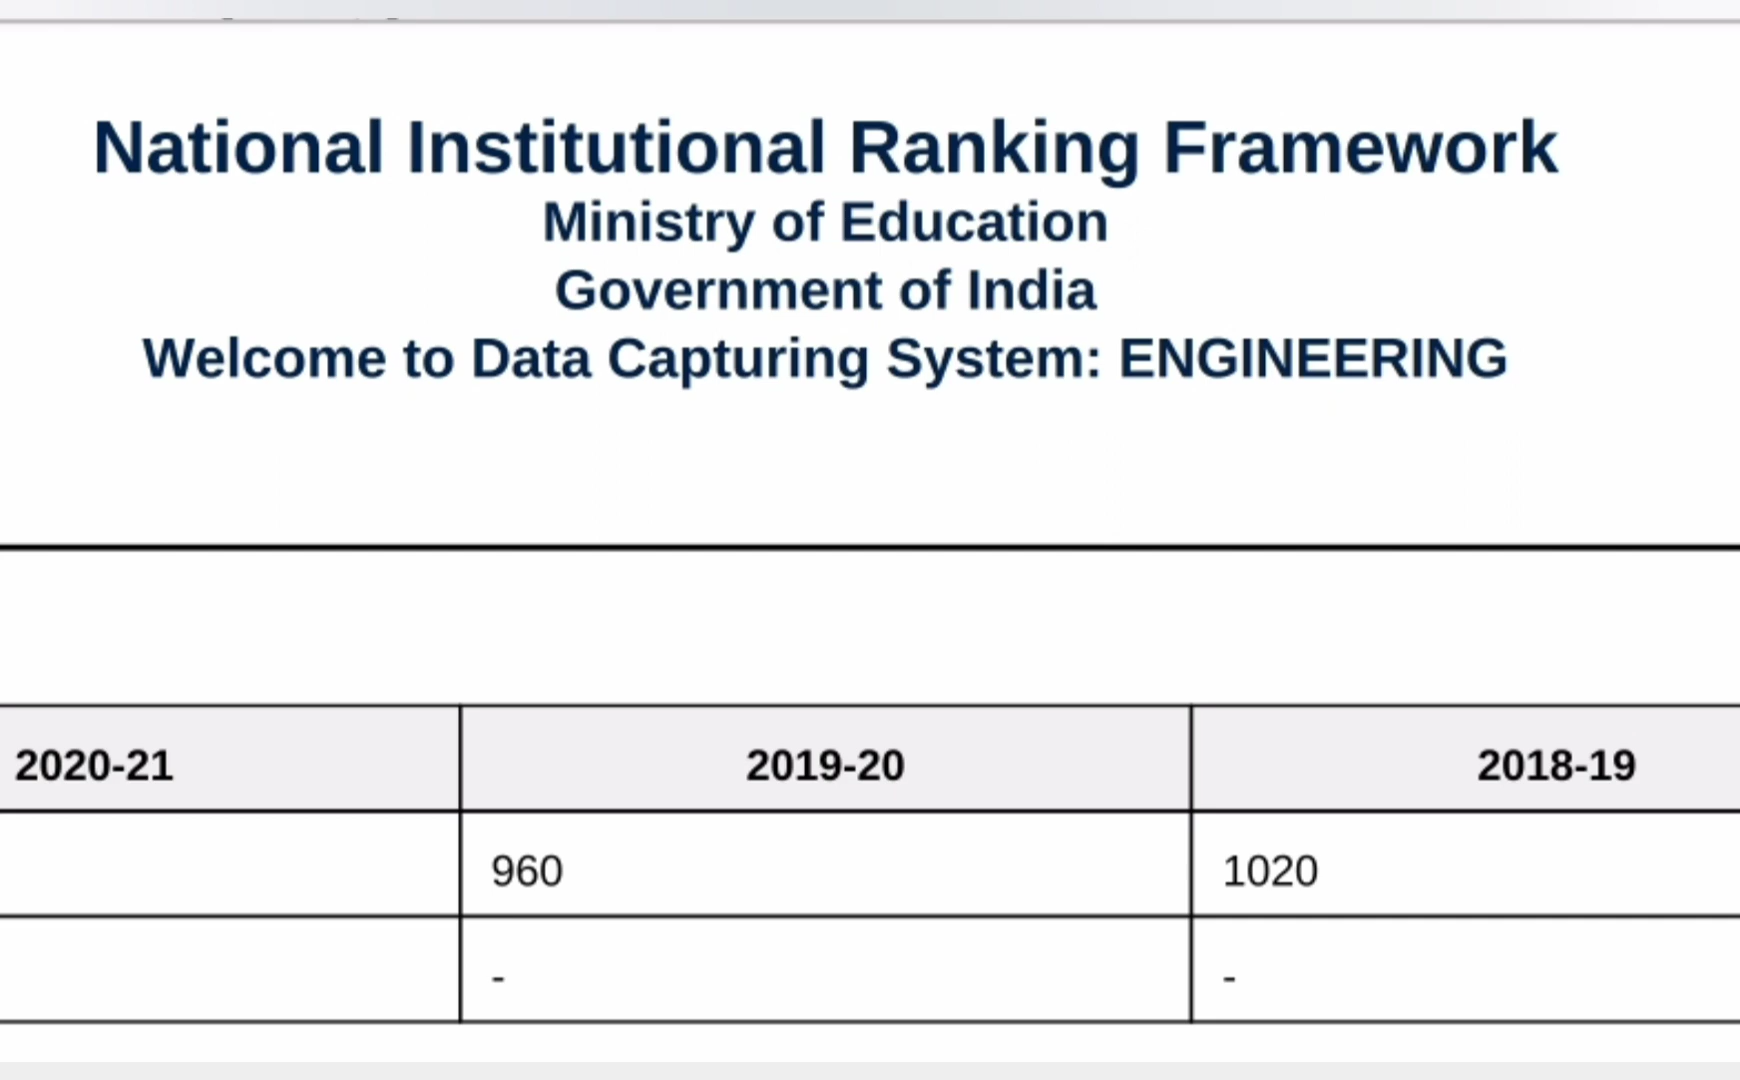 National Institutional Ranking Framework
Ministry of Education
Government of India
Welcome to Data Capturing System: ENGINEERING
2020-21 2019-20 2018-19
960 1020
- -